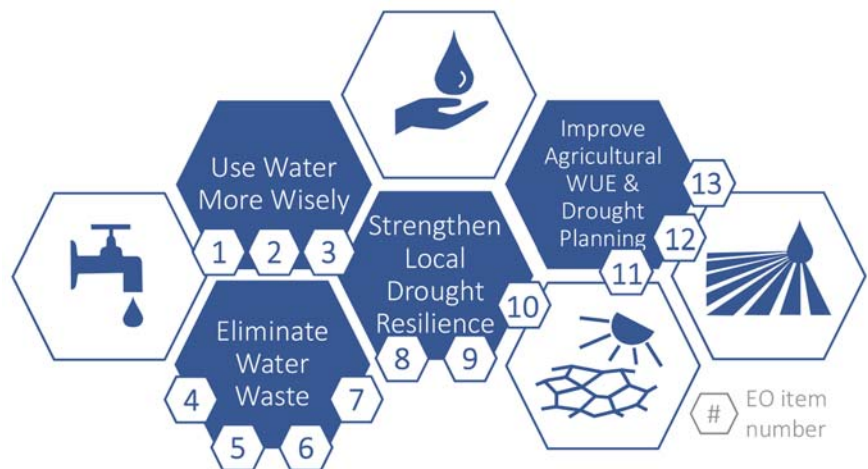 Use Water
More Wisely
1 2 3
Eliminate
Water
Waste
4
5
6
7
Strengthen
Local
Drought
Resilience
8 9
10
Improve
Agricultural
WUE &
Drought
Planning
11
12
13
# EO item
number